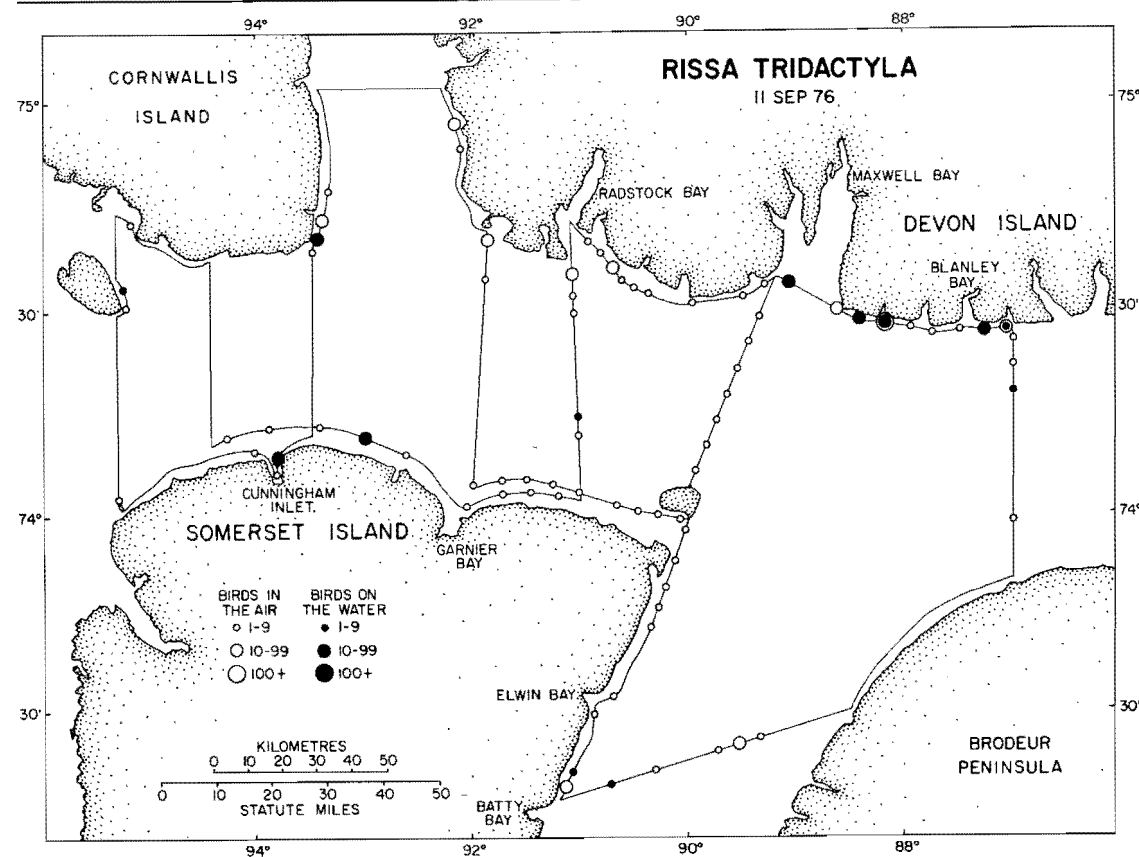 94°
92°
90°
88°
CORNWALLIS
ISLAND
RISSA TRIDACTYLA
11 SEP 76
75°
75°
RADSTOCK BAY
MAXWELL BAY
DEVON ISLAND
BLANLEY
BAY
30'
30'
CUNNINGHAM
INLET.
74°
74°
SOMERSET ISLAND
GARNIER
BAY
BIRDS IN
THE AIR
BIRDS ON
THE WATER
1-9
1-9
10-99
10-99
100+
100+
ELWIN BAY
30'
30'
KILOMETRES
0 10 20 30 40 50
0 10 20 30 40 50
STATUTE MILES
BATTY
BAY
BRODEUR
PENINSULA
94°
92°
90°
88°